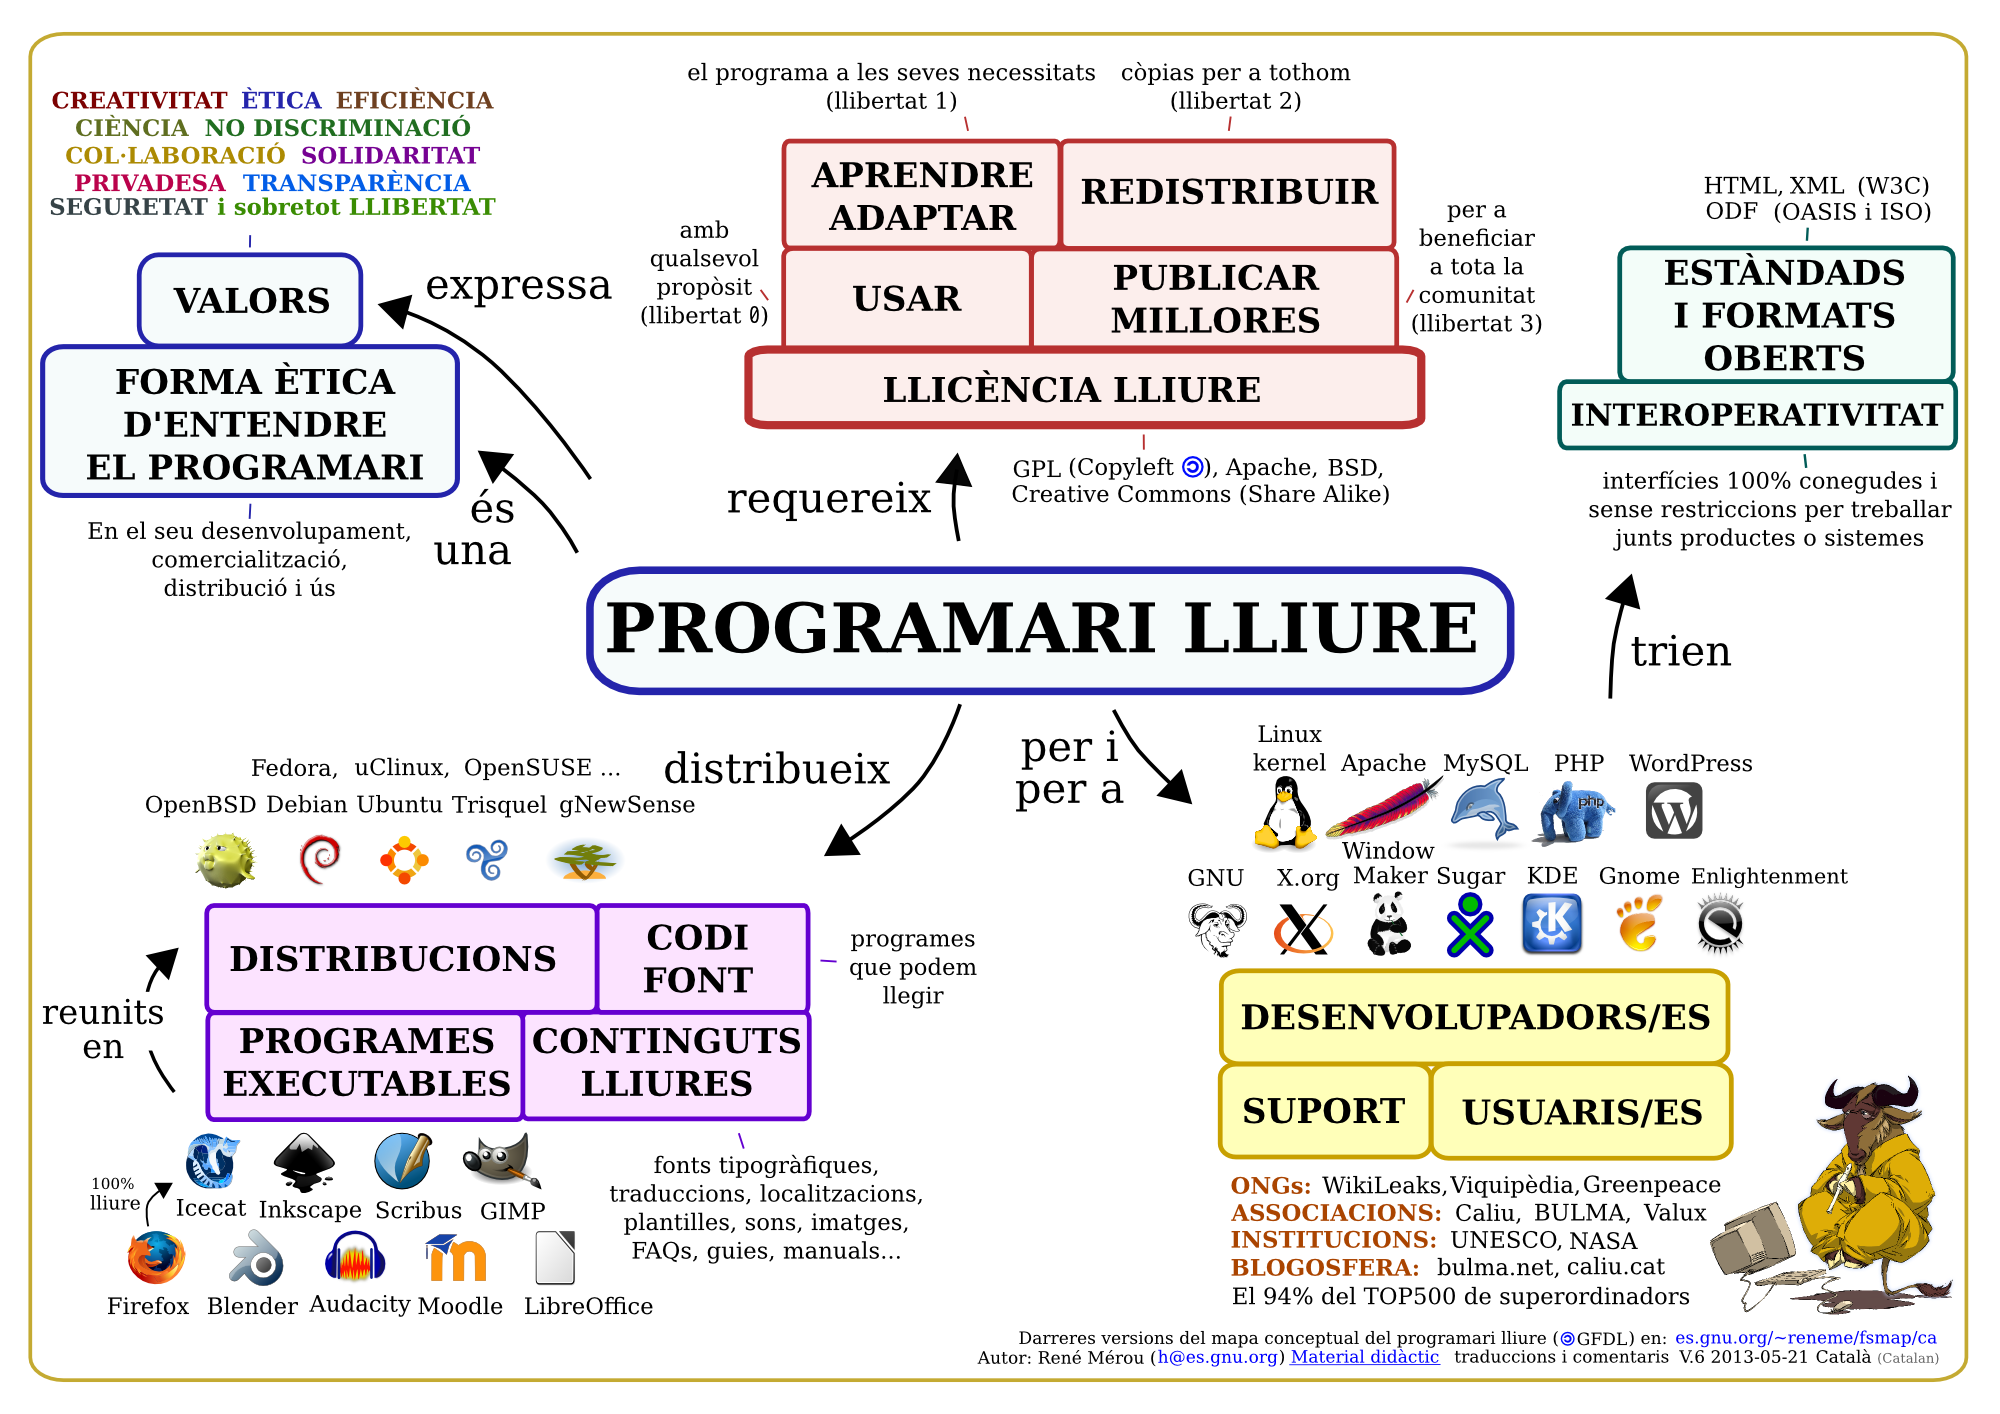 CREATIVITAT ÈTICA EFICIÈNCIA
CIÈNCIA NO DISCRIMINACIÓ
COL·LABORACIÓ SOLIDARITAT
PRIVADESA TRANSPARÈNCIA
SEGURETAT i sobretot LLIBERTAT
VALORS
FORMA ÈTICA
D'ENTENDRE
EL PROGRAMARI
En el seu desenvolupament,
comercialització,
distribució i ús
expressa
és
una
el programa a les seves necessitats
(llibertat 1)
còpias per a tothom
(llibertat 2)
APRENDRE
ADAPTAR
REDISTRIBUIR
amb
qualsevol
propòsit
(llibertat 0)
USAR
PUBLICAR
MILLORES
per a
beneficiar
a tota la
comunitat
(llibertat 3)
LLICÈNCIA LLIURE
GPL (Copyleft), Apache, BSD,
Creative Commons (Share Alike)
requereix
HTML, XML (W3C)
ODF (OASIS i ISO)
ESTÀNDADS
I FORMATS
OBERTS
INTEROPERATIVITAT
interfícies 100% conegudes i
sense restriccions per treballar
junts productes o sistemes
trien
PROGRAMARI LLIURE
distribueix
per i
per a
Fedora, uClinux, OpenSUSE ...
OpenBSD Debian Ubuntu Trisquel gNewSense
DISTRIBUCIONS
CODI
FONT
programes
que podem
llegir
PROGRAMES
EXECUTABLES
CONTINGUTS
LLIURES
reunits
en
fonts tipogràfiques,
traduccions, localitzacions,
plantilles, sons, imatges,
FAQs, guies, manuals...
100%
lliure
Icecat Inkscape Scribus GIMP
Firefox Blender Audacity Moodle LibreOffice
Linux
kernel Apache MySQL PHP WordPress
php
GNU X.org Window
Maker Sugar KDE Gnome Enlightenment
DESENVOLUPADORS/ES
SUPORT
USUARIS/ES
ONGs: WikiLeaks, Viquipèdia, Greenpeace
ASSOCIACIONS: Caliu, BULMA, Valux
INSTITUCIONS: UNESCO, NASA
BLOGOSFERA: bulma.net, caliu.cat
El 94% del TOP500 de superordinadors
Darreres versions del mapa conceptual del programari lliure (GFDL) en: es.gnu.org/~reneme/fsmap/ca
Autor: René Mérou (h@es.gnu.org) Material didàctic traduccions i comentaris V.6 2013-05-21 Català (Catalan)